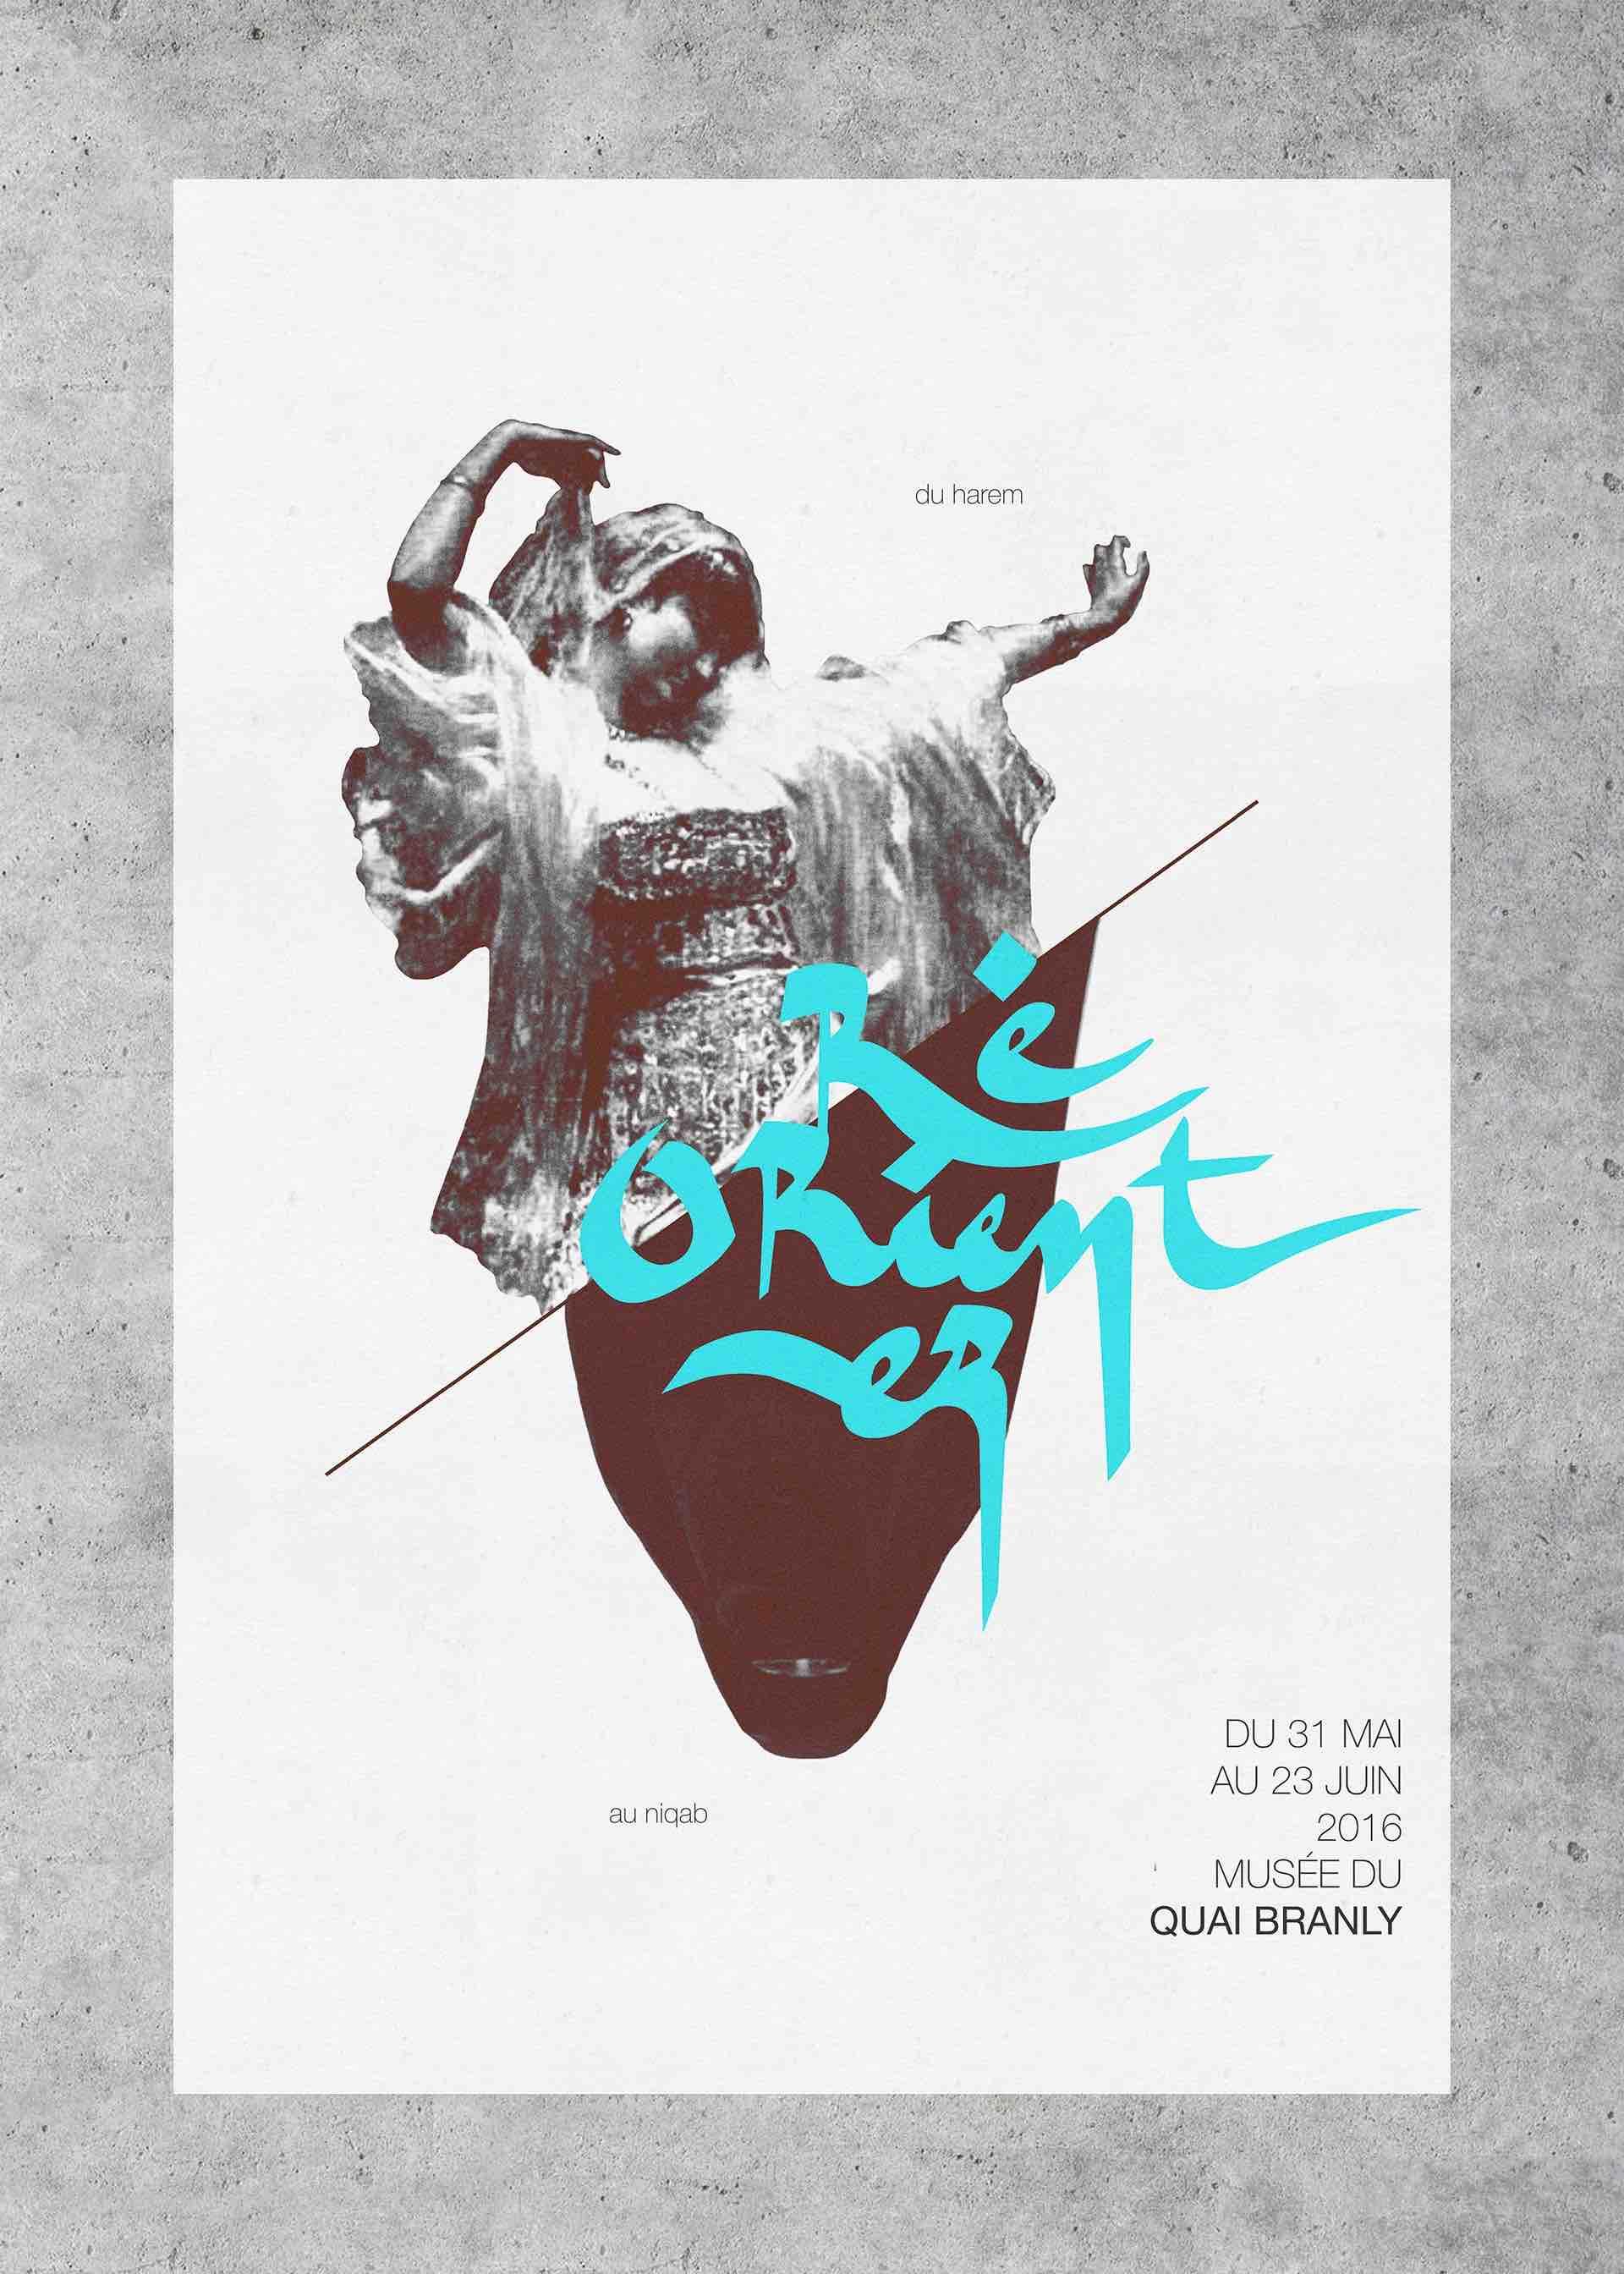 du harem
Ré
ORient
eR
au niqab
DU 31 MAI
AU 23 JUIN
2016
MUSÉE DU
QUAI BRANLY